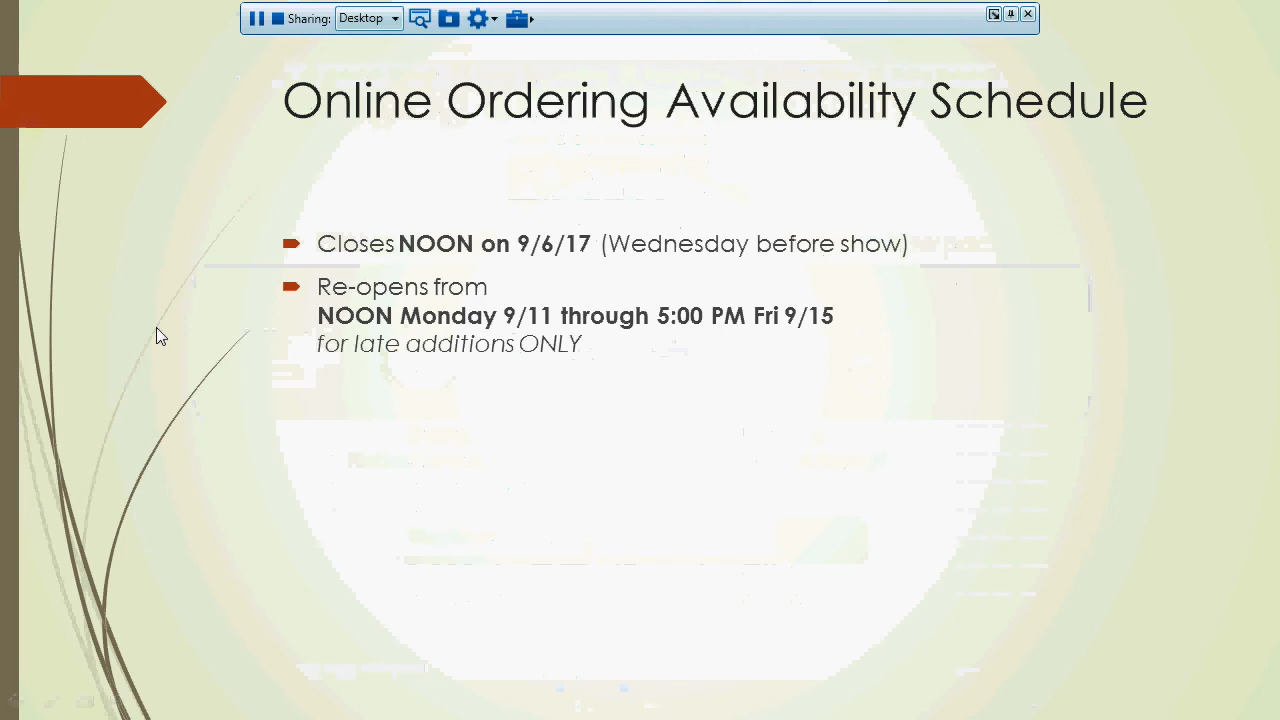 Sharing: Desktop
Online Ordering Availability Schedule
Closes NOON on 9/6/17 (Wednesday before show)
Re-opens from
NOON Monday 9/11 through 5:00 PM Fri 9/15
for late additions ONLY